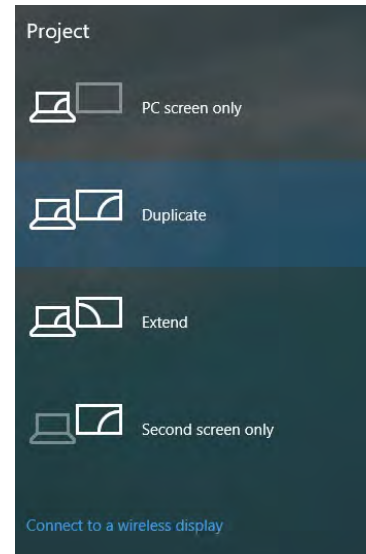 Project
PC screen only
Duplicate
Extend
Second screen only
Connect to a wireless display